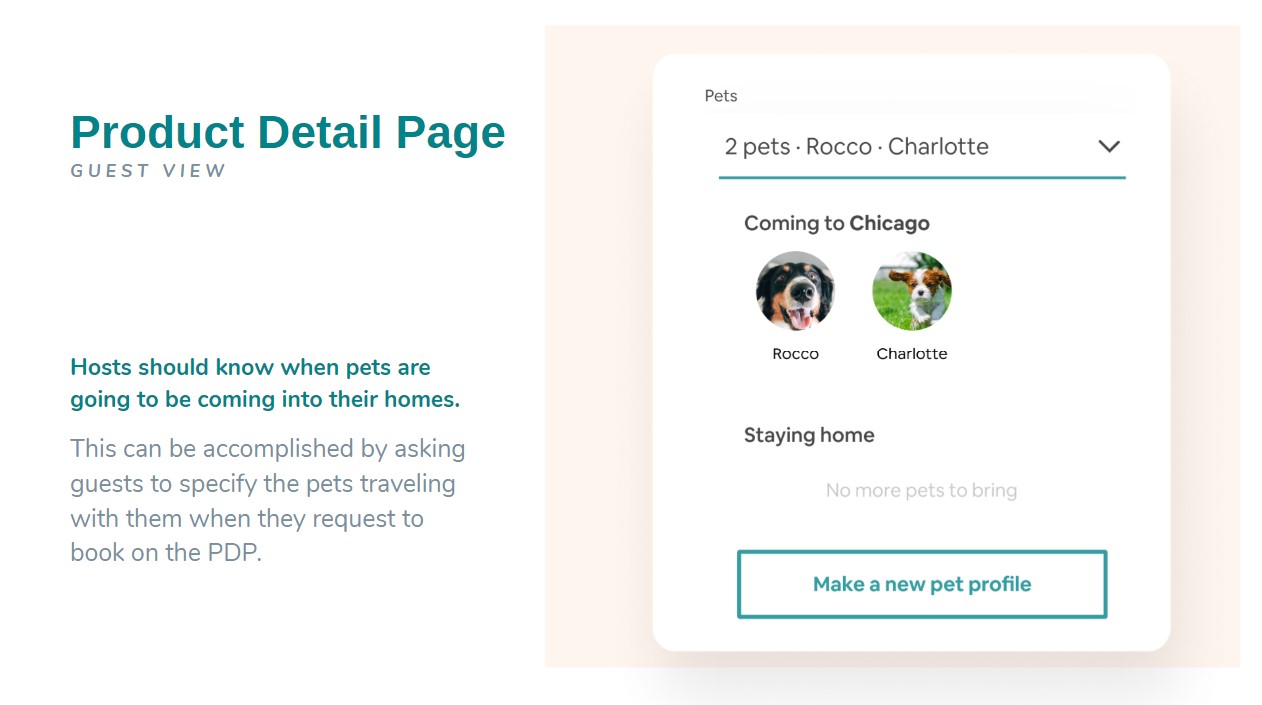 Product Detail Page
GUEST VIEW
Hosts should know when pets are
going to be coming into their homes.
This can be accomplished by asking
guests to specify the pets traveling
with them when they request to
book on the PDP.
Pets
2 pets · Rocco · Charlotte
Coming to Chicago
Rocco Charlotte
Staying home
No more pets to bring
Make a new pet profile